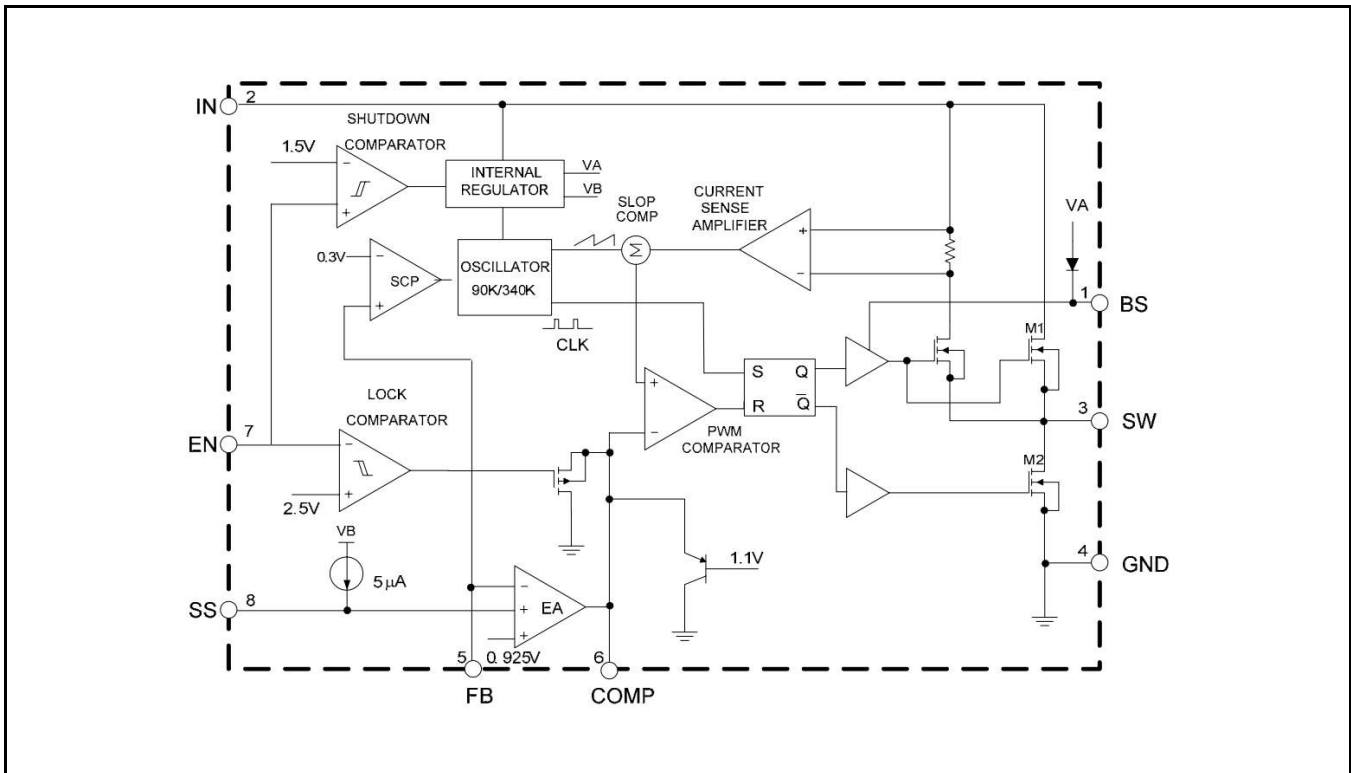 IN 2
SHUTDOWN
COMPARATOR
1.5V
−
+
INTERNAL
REGULATOR
VA
VB
SLOP
COMP
Σ
CURRENT
SENSE
AMPLIFIER
+
−
VA
0.3V
−
SCP
+
OSCILLATOR
90K/340K
CLK
1 BS
M1
S Q
R Q̅
LOCK
COMPARATOR
+
−
PWM
COMPARATOR
3 SW
EN 7
−
+
2.5V
M2
VB
5 μA
1.1V
4 GND
SS 8
−
+ EA
+
0.925V
5
FB
6
COMP